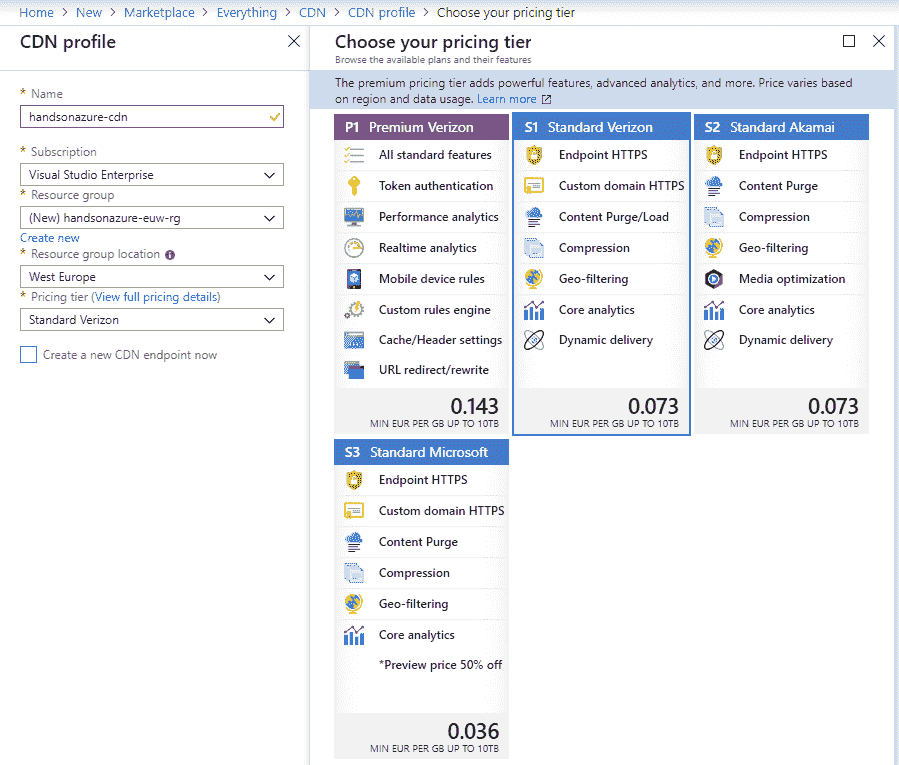 Home > New > Marketplace > Everything > CDN > CDN profile > Choose your pricing tier
CDN profile
* Name
handsonazure-cdn
* Subscription
Visual Studio Enterprise
* Resource group
(New) handsonazure-euw-rg
Create new
* Resource group location
West Europe
* Pricing tier (View full pricing details)
Standard Verizon
Create a new CDN endpoint now
Choose your pricing tier
Browse the available plans and their features
The premium pricing tier adds powerful features, advanced analytics, and more. Price varies based
on region and data usage. Learn more
P1 Premium Verizon
All standard features
Token authentication
Performance analytics
Realtime analytics
Mobile device rules
Custom rules engine
Cache/Header settings
URL redirect/rewrite
0.143
MIN EUR PER GB UP TO 10TB
S1 Standard Verizon
Endpoint HTTPS
Custom domain HTTPS
Content Purge/Load
Compression
Geo-filtering
Core analytics
Dynamic delivery
0.073
MIN EUR PER GB UP TO 10TB
S2 Standard Akamai
Endpoint HTTPS
Content Purge
Compression
Geo-filtering
Media optimization
Core analytics
Dynamic delivery
0.073
MIN EUR PER GB UP TO 10TB
S3 Standard Microsoft
Endpoint HTTPS
Custom domain HTTPS
Content Purge
Compression
Geo-filtering
Core analytics
*Preview price 50% off
0.036
MIN EUR PER GB UP TO 10TB